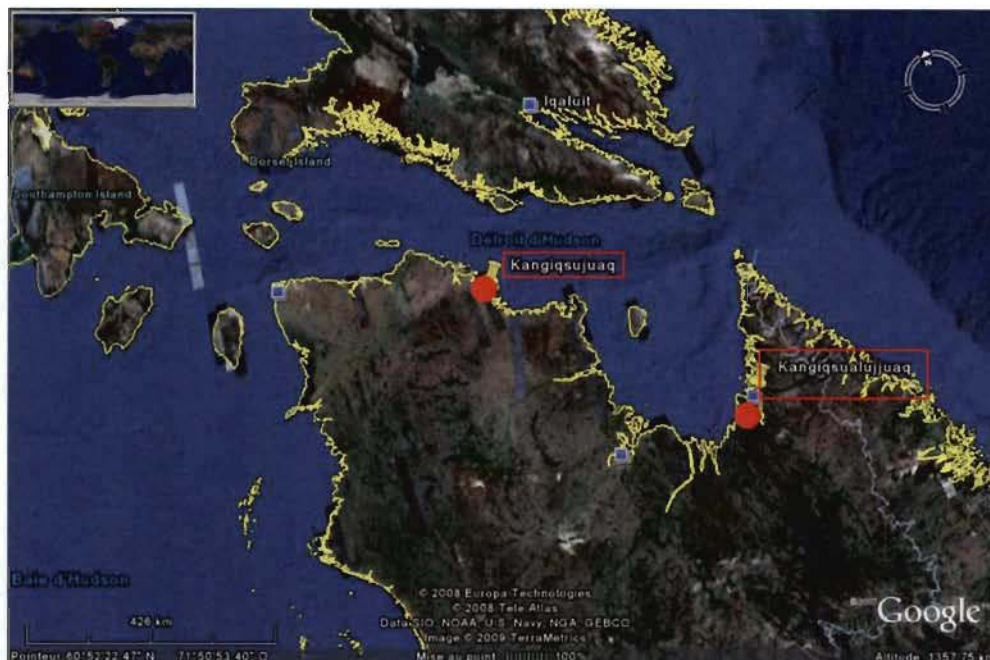 N
Iqaluit
Dorset Island
Southampton Island
Détroit d'Hudson
Kangiqsujuaq
Kangiqsualujjuaq
Baie d'Hudson
© 2008 Europa Technologies
© 2008 Tele Atlas
Data SIO, NOAA, U.S. Navy, NGA, GEBCO
Image © 2009 TerraMetrics
Google
426 km
Pointeur 60°52'22.47" N 71°50'53.40" O
Mise au point 100%
Altitude 1357.75 km